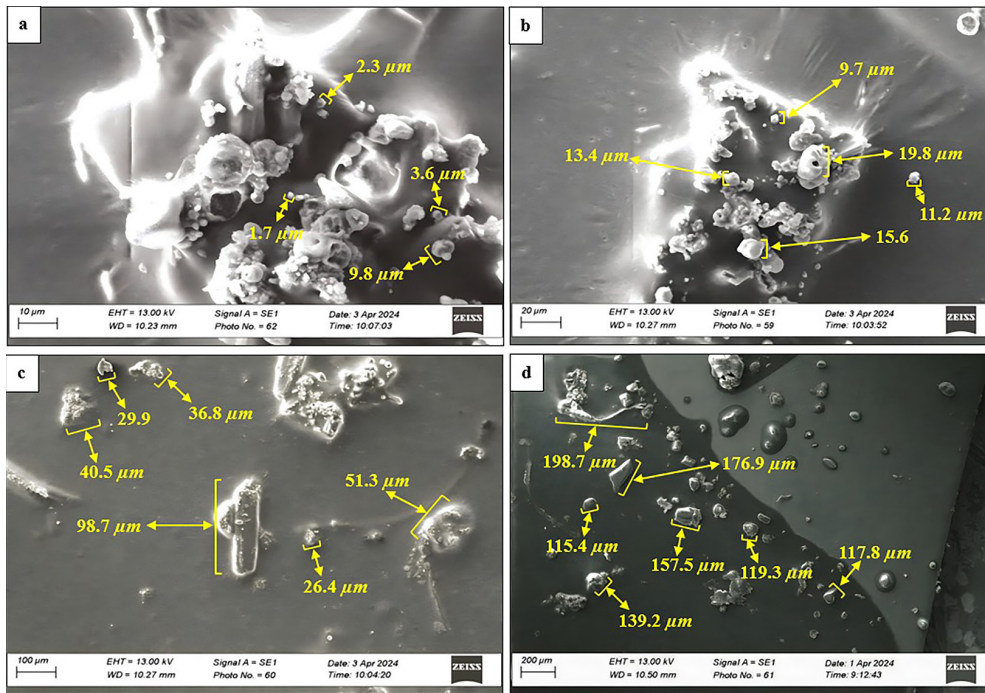 a
2.3 µm
3.6 µm
1.7 µm
9.8 µm
10 µm
EHT = 13.00 kV
WD = 10.23 mm
Signal A = SE1
Photo No. = 62
Date: 3 Apr 2024
Time: 10:07:03
ZEISS
b
9.7 µm
13.4 µm
19.8 µm
11.2 µm
15.6
20 µm
EHT = 13.00 kV
WD = 10.27 mm
Signal A = SE1
Photo No. = 59
Date: 3 Apr 2024
Time: 10:03:52
ZEISS
c
29.9
36.8 µm
40.5 µm
51.3 µm
98.7 µm
26.4 µm
100 µm
EHT = 13.00 kV
WD = 10.27 mm
Signal A = SE1
Photo No. = 60
Date: 3 Apr 2024
Time: 10:04:20
ZEISS
d
198.7 µm
176.9 µm
115.4 µm
157.5 µm
119.3 µm
117.8 µm
139.2 µm
200 µm
EHT = 13.00 kV
WD = 10.50 mm
Signal A = SE1
Photo No. = 61
Date: 1 Apr 2024
Time: 9:12:43
ZEISS